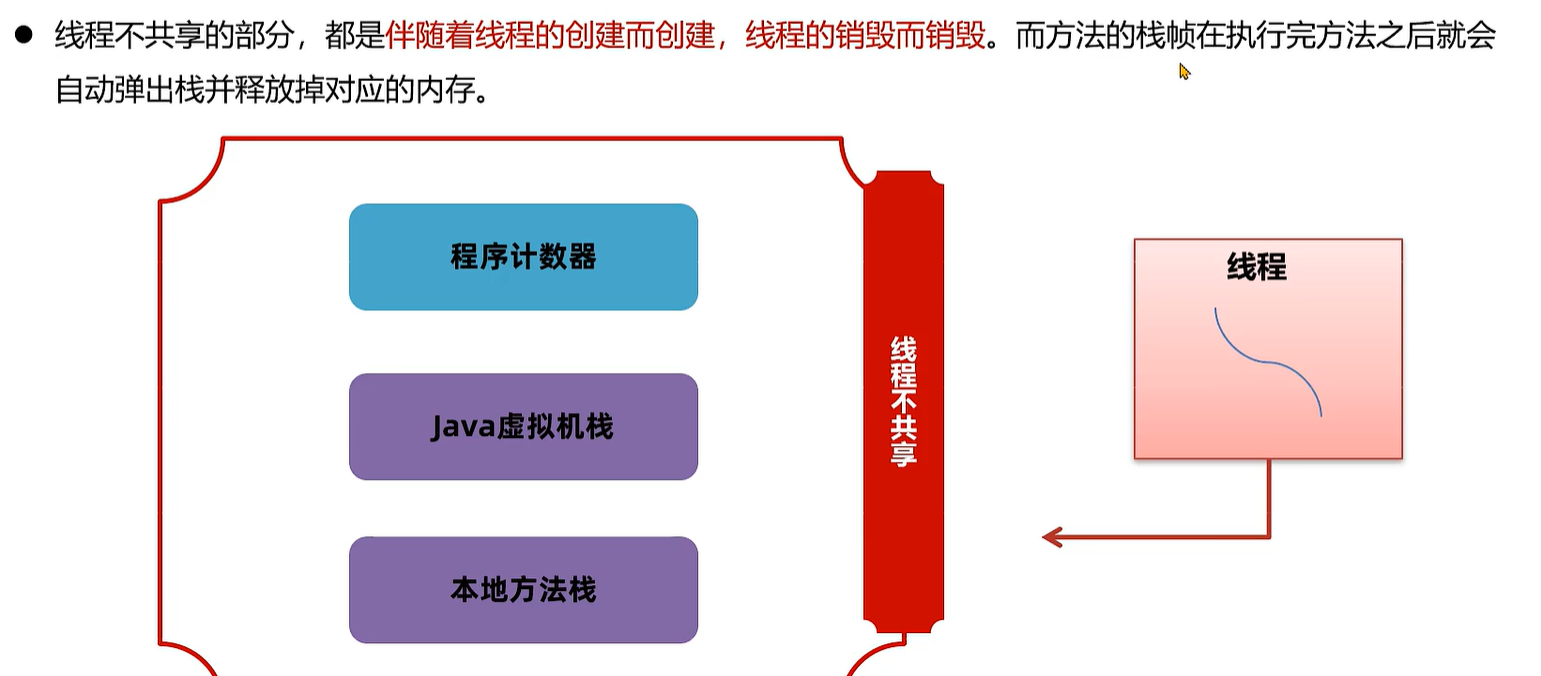 线程不共享的部分，都是伴随着线程的创建而创建，线程的销毁而销毁。而方法的栈帧在执行完方法之后就会
自动弹出栈并释放掉对应的内存。
程序计数器
Java虚拟机栈
本地方法栈
线程不共享
线程